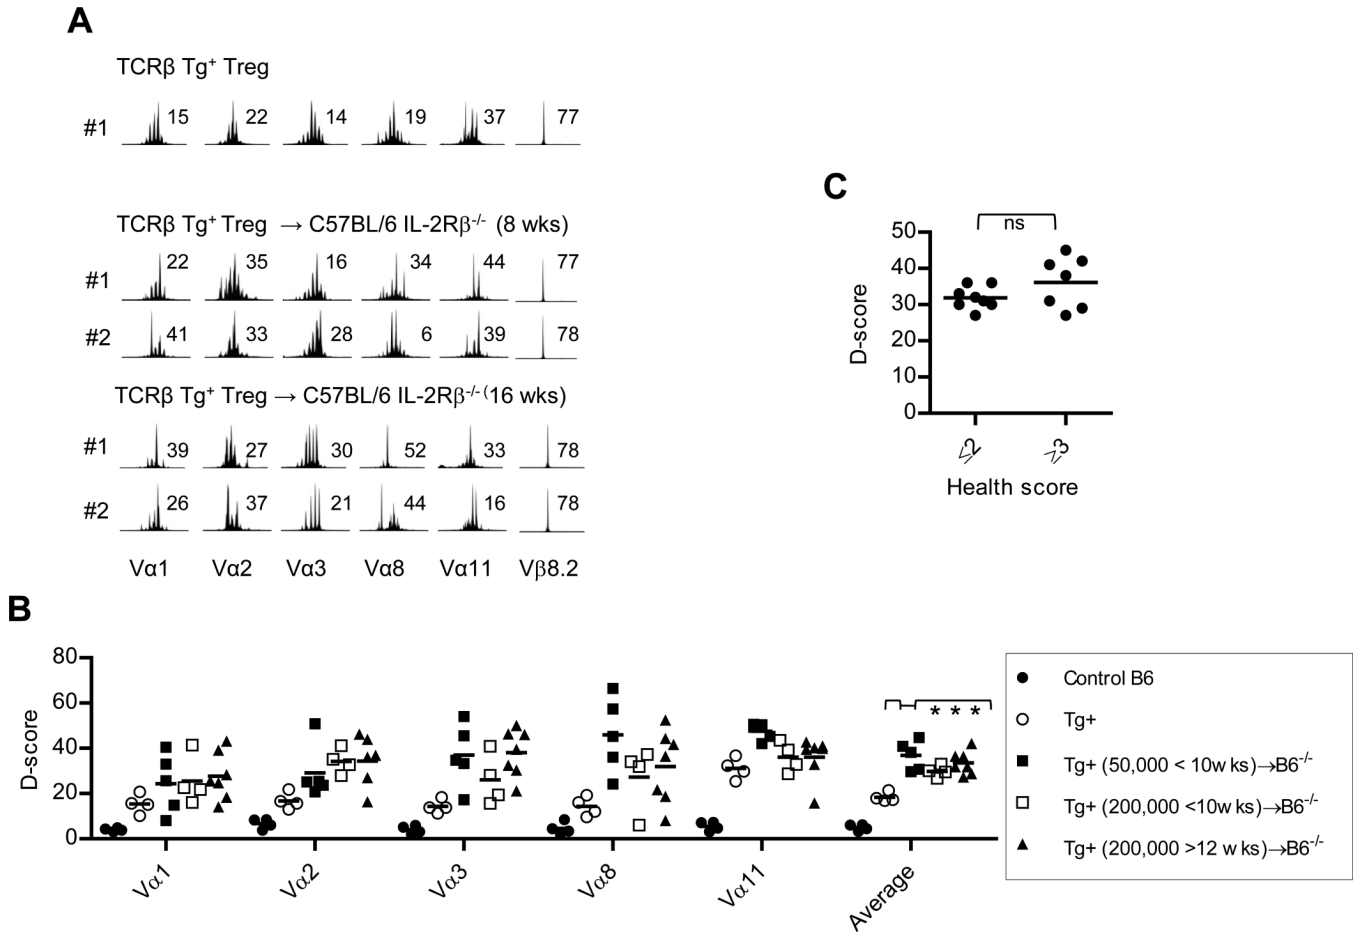 A
TCRβ Tg⁺ Treg
#1 15 22 14 19 37 77
TCRβ Tg⁺ Treg → C57BL/6 IL-2Rβ⁻/⁻ (8 wks)
#1 22 35 16 34 44 77
#2 41 33 28 6 39 78
TCRβ Tg⁺ Treg → C57BL/6 IL-2Rβ⁻/⁻ (16 wks)
#1 39 27 30 52 33 78
#2 26 37 21 44 16 78
Vα1 Vα2 Vα3 Vα8 Vα11 Vβ8.2
C
ns
50
40
30
20
10
0
D-score
≤2 ≥3
Health score
B
80
60
40
20
0
D-score
* * *
Vα1 Vα2 Vα3 Vα8 Vα11 Average
Control B6
Tg+
Tg+ (50,000 < 10w ks)→B6⁻/⁻
Tg+ (200,000 <10w ks)→B6⁻/⁻
Tg+ (200,000 >12 w ks)→B6⁻/⁻